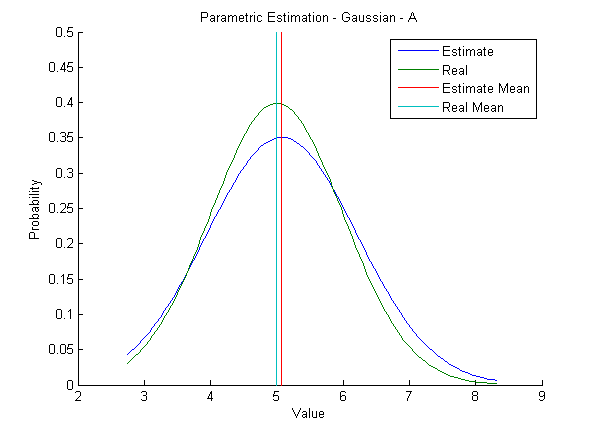 Parametric Estimation - Gaussian - A
0.5
0.45
0.4
0.35
0.3
0.25
0.2
0.15
0.1
0.05
0
Probability
Estimate
Real
Estimate Mean
Real Mean
2 3 4 5 6 7 8 9
Value